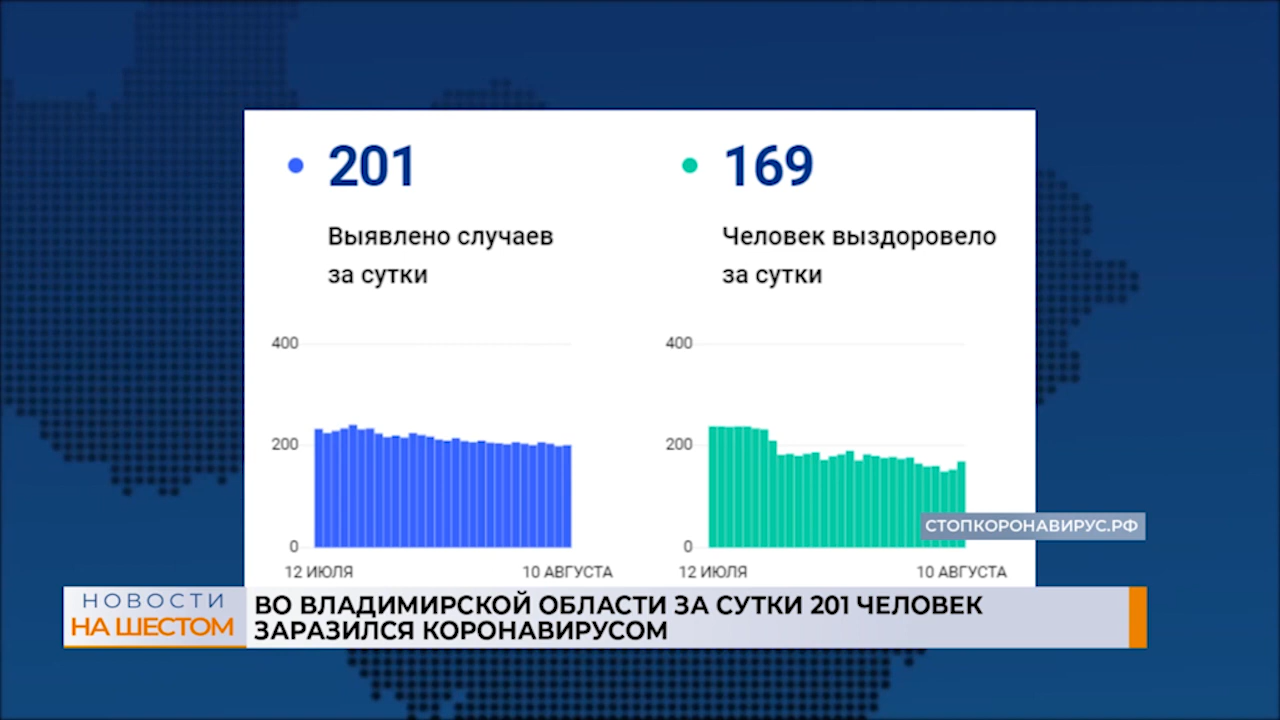 201
Выявлено случаев
за сутки
400
200
0
12 ИЮЛЯ
10 АВГУСТА
169
Человек выздоровело
за сутки
400
200
0
12 ИЮЛЯ
10 АВГУСТА
СТОПКОРОНАВИРУС.РФ
НОВОСТИ
НА ШЕСТОМ
ВО ВЛАДИМИРСКОЙ ОБЛАСТИ ЗА СУТКИ 201 ЧЕЛОВЕК
ЗАРАЗИЛСЯ КОРОНАВИРУСОМ